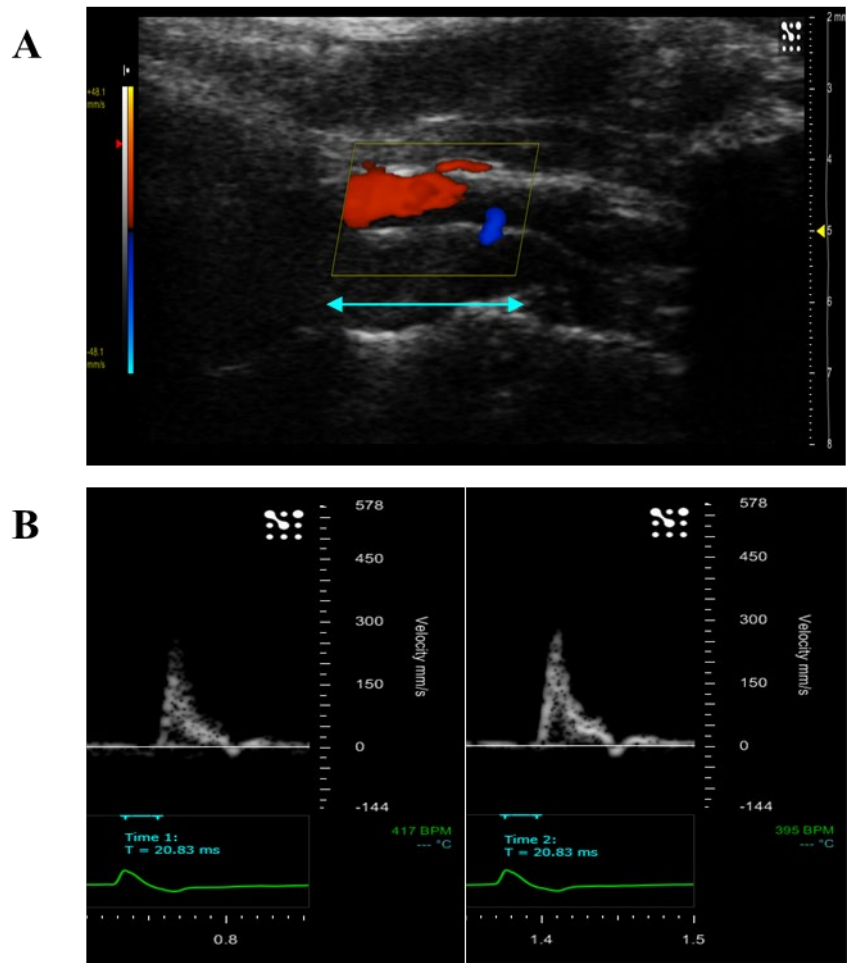 A
+48.1
mm/s
-48.1
mm/s
2 mm
3
4
5
6
7
8
B
578
450
300
150
0
-144
Velocity mm/s
Time 1:
T = 20.83 ms
417 BPM
--- °C
0.8
578
450
300
150
0
-144
Velocity mm/s
Time 2:
T = 20.83 ms
395 BPM
--- °C
1.4
1.5